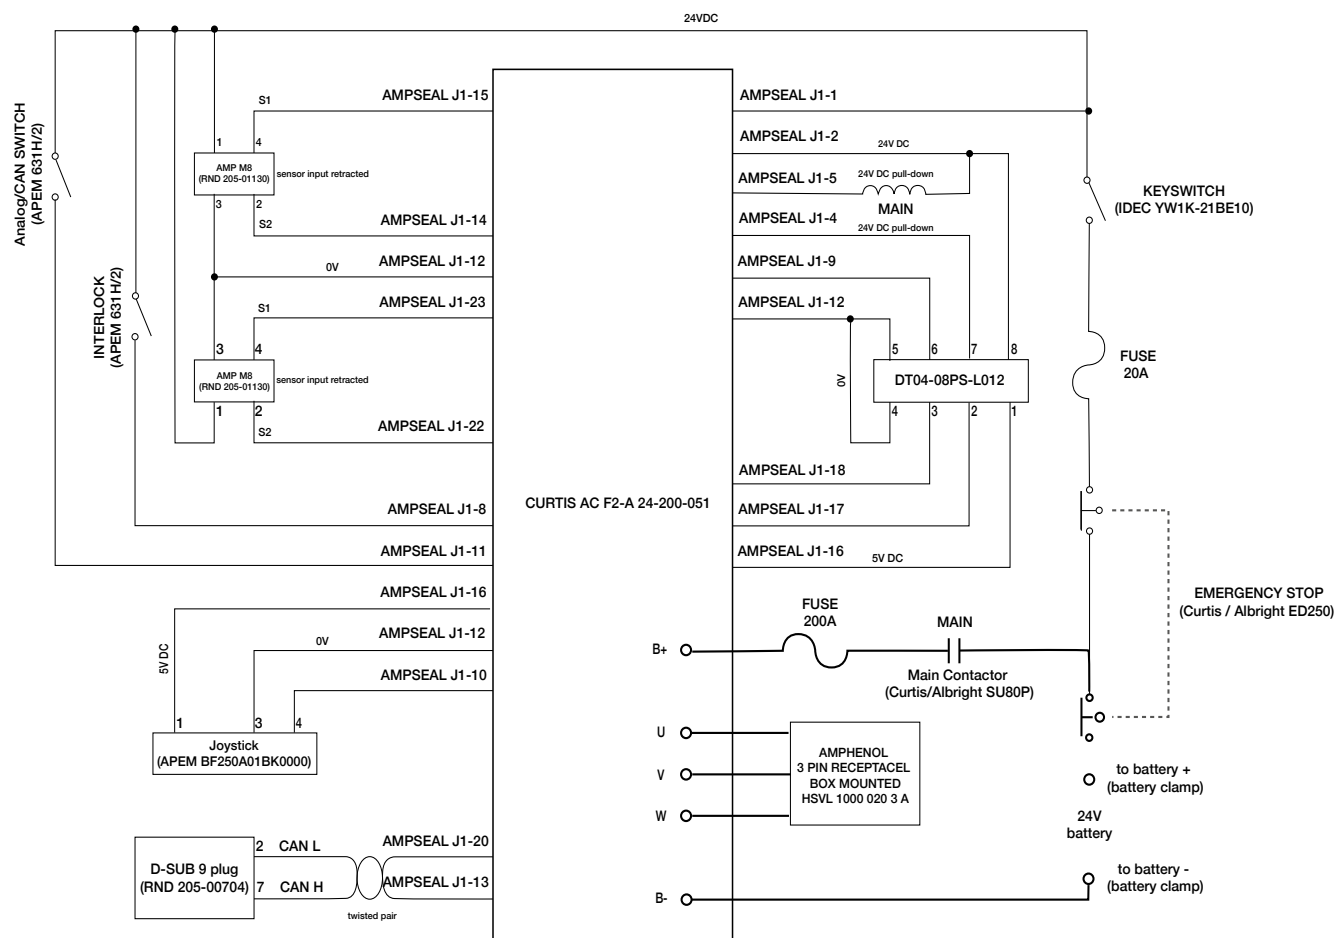 24VDC
Analog/CAN SWITCH
(APEM 631H/2)
INTERLOCK
(APEM 631H/2)
S1
AMPSEAL J1-15
1
4
AMP M8
(RND 205-01130)
sensor input retracted
3
2
S2
AMPSEAL J1-14
0V
AMPSEAL J1-12
S1
AMPSEAL J1-23
3
4
AMP M8
(RND 205-01130)
sensor input retracted
1
2
S2
AMPSEAL J1-22
AMPSEAL J1-8
AMPSEAL J1-11
AMPSEAL J1-16
5V DC
0V
AMPSEAL J1-12
AMPSEAL J1-10
1
3
4
Joystick
(APEM BF250A01BK0000)
D-SUB 9 plug
(RND 205-00704)
2
CAN L
7
CAN H
twisted pair
AMPSEAL J1-20
AMPSEAL J1-13
CURTIS AC F2-A 24-200-051
AMPSEAL J1-1
AMPSEAL J1-2
24V DC
AMPSEAL J1-5
24V DC pull-down
MAIN
AMPSEAL J1-4
24V DC pull-down
AMPSEAL J1-9
AMPSEAL J1-12
5
6
7
8
0V
DT04-08PS-L012
4
3
2
1
AMPSEAL J1-18
AMPSEAL J1-17
AMPSEAL J1-16
5V DC
KEYSWITCH
(IDEC YW1K-21BE10)
FUSE
20A
EMERGENCY STOP
(Curtis / Albright ED250)
B+
FUSE
200A
MAIN
Main Contactor
(Curtis/Albright SU80P)
U
V
W
AMPHENOL
3 PIN RECEPTACEL
BOX MOUNTED
HSVL 1000 020 3 A
to battery +
(battery clamp)
24V
battery
to battery -
(battery clamp)
B-